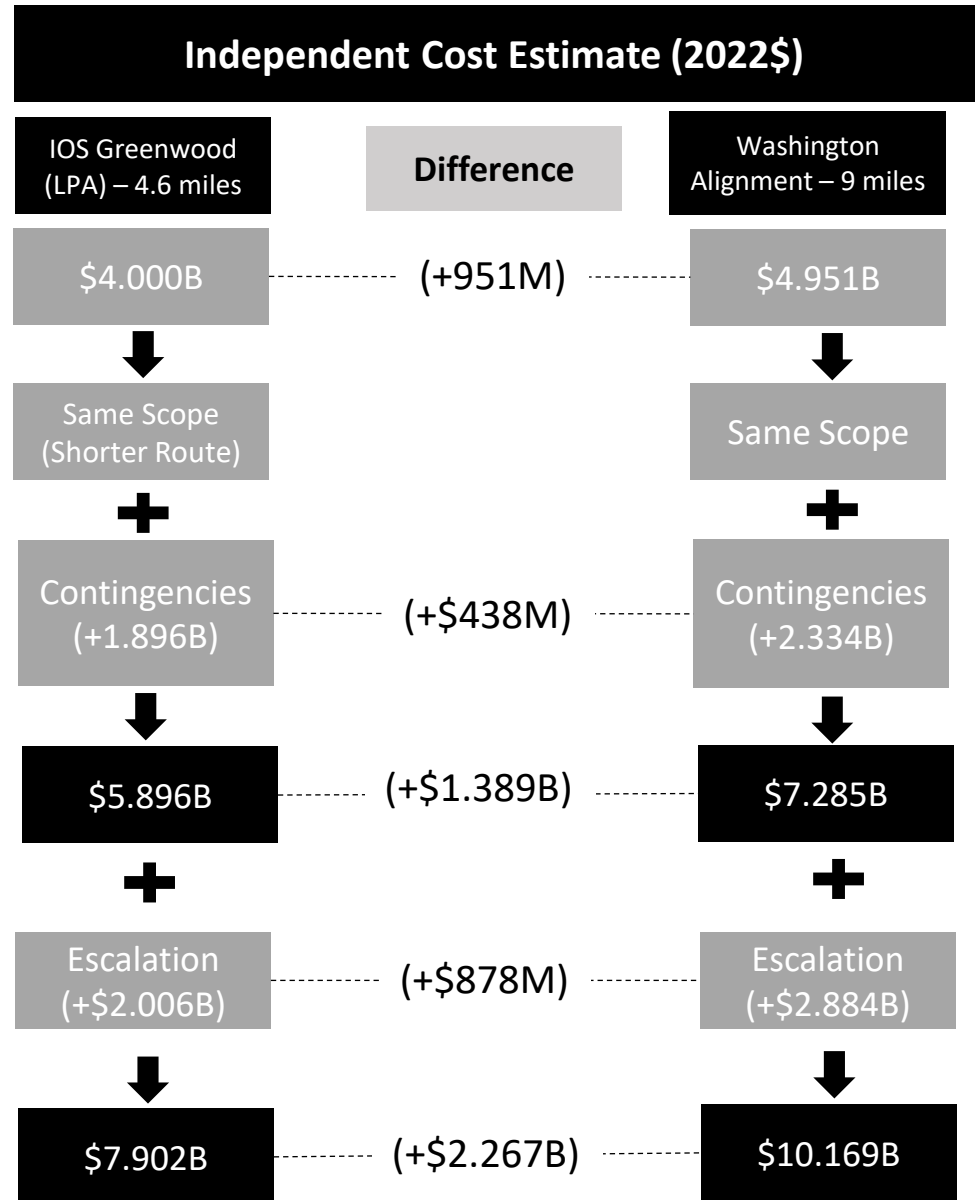 Independent Cost Estimate (2022$)
IOS Greenwood
(LPA) – 4.6 miles
Difference
Washington
Alignment – 9 miles
$4.000B
(+951M)
$4.951B
Same Scope
(Shorter Route)
Same Scope
Contingencies
(+1.896B)
(+$438M)
Contingencies
(+2.334B)
$5.896B
(+$1.389B)
$7.285B
Escalation
(+$2.006B)
(+$878M)
Escalation
(+$2.884B)
$7.902B
(+$2.267B)
$10.169B